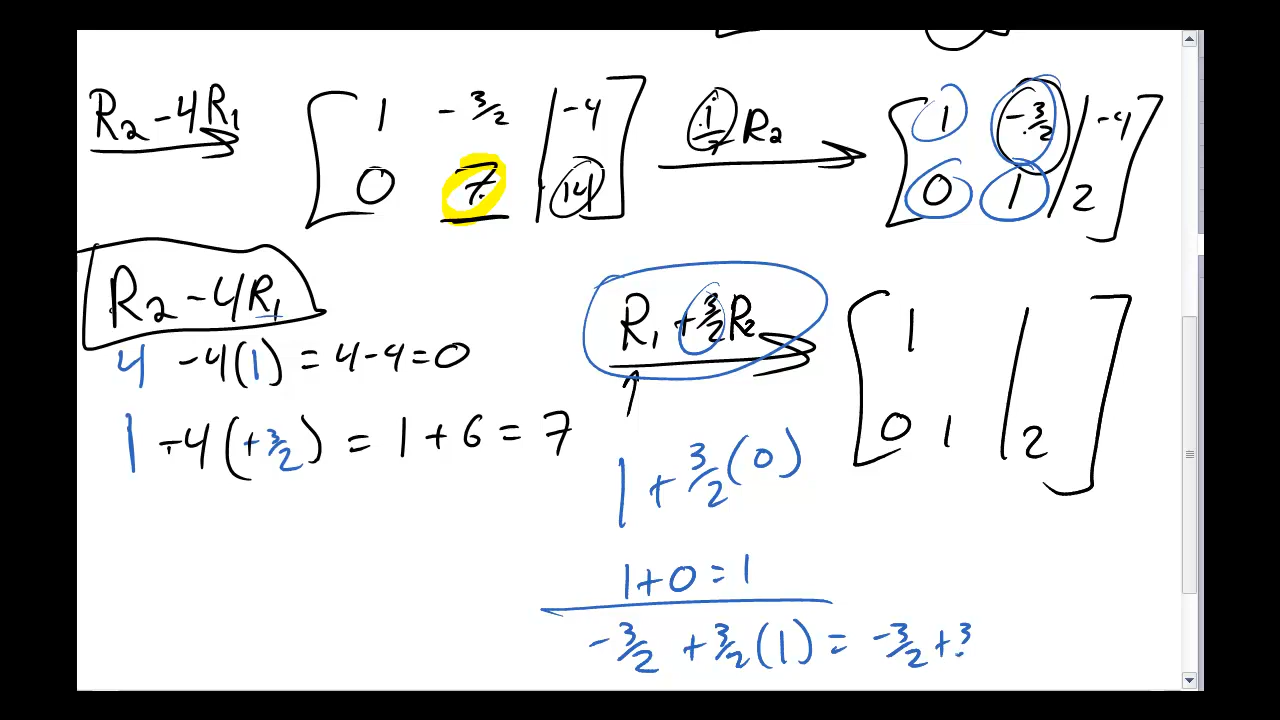 R₂ - 4R₁ [ 1 -3/2 | -4 1/7 R₂ [ 1 -3/2 | -4
0 7 | 14 ] 0 1 | 2 ]
R₂ - 4R₁
R₁ + 3/2 R₂ [ 1 |
4 - 4(1) = 4 - 4 = 0
1 - 4(+3/2) = 1 + 6 = 7
0 1 | 2 ]
1 + 3/2 (0)
1 + 0 = 1
-3/2 + 3/2 (1) = -3/2 + 3